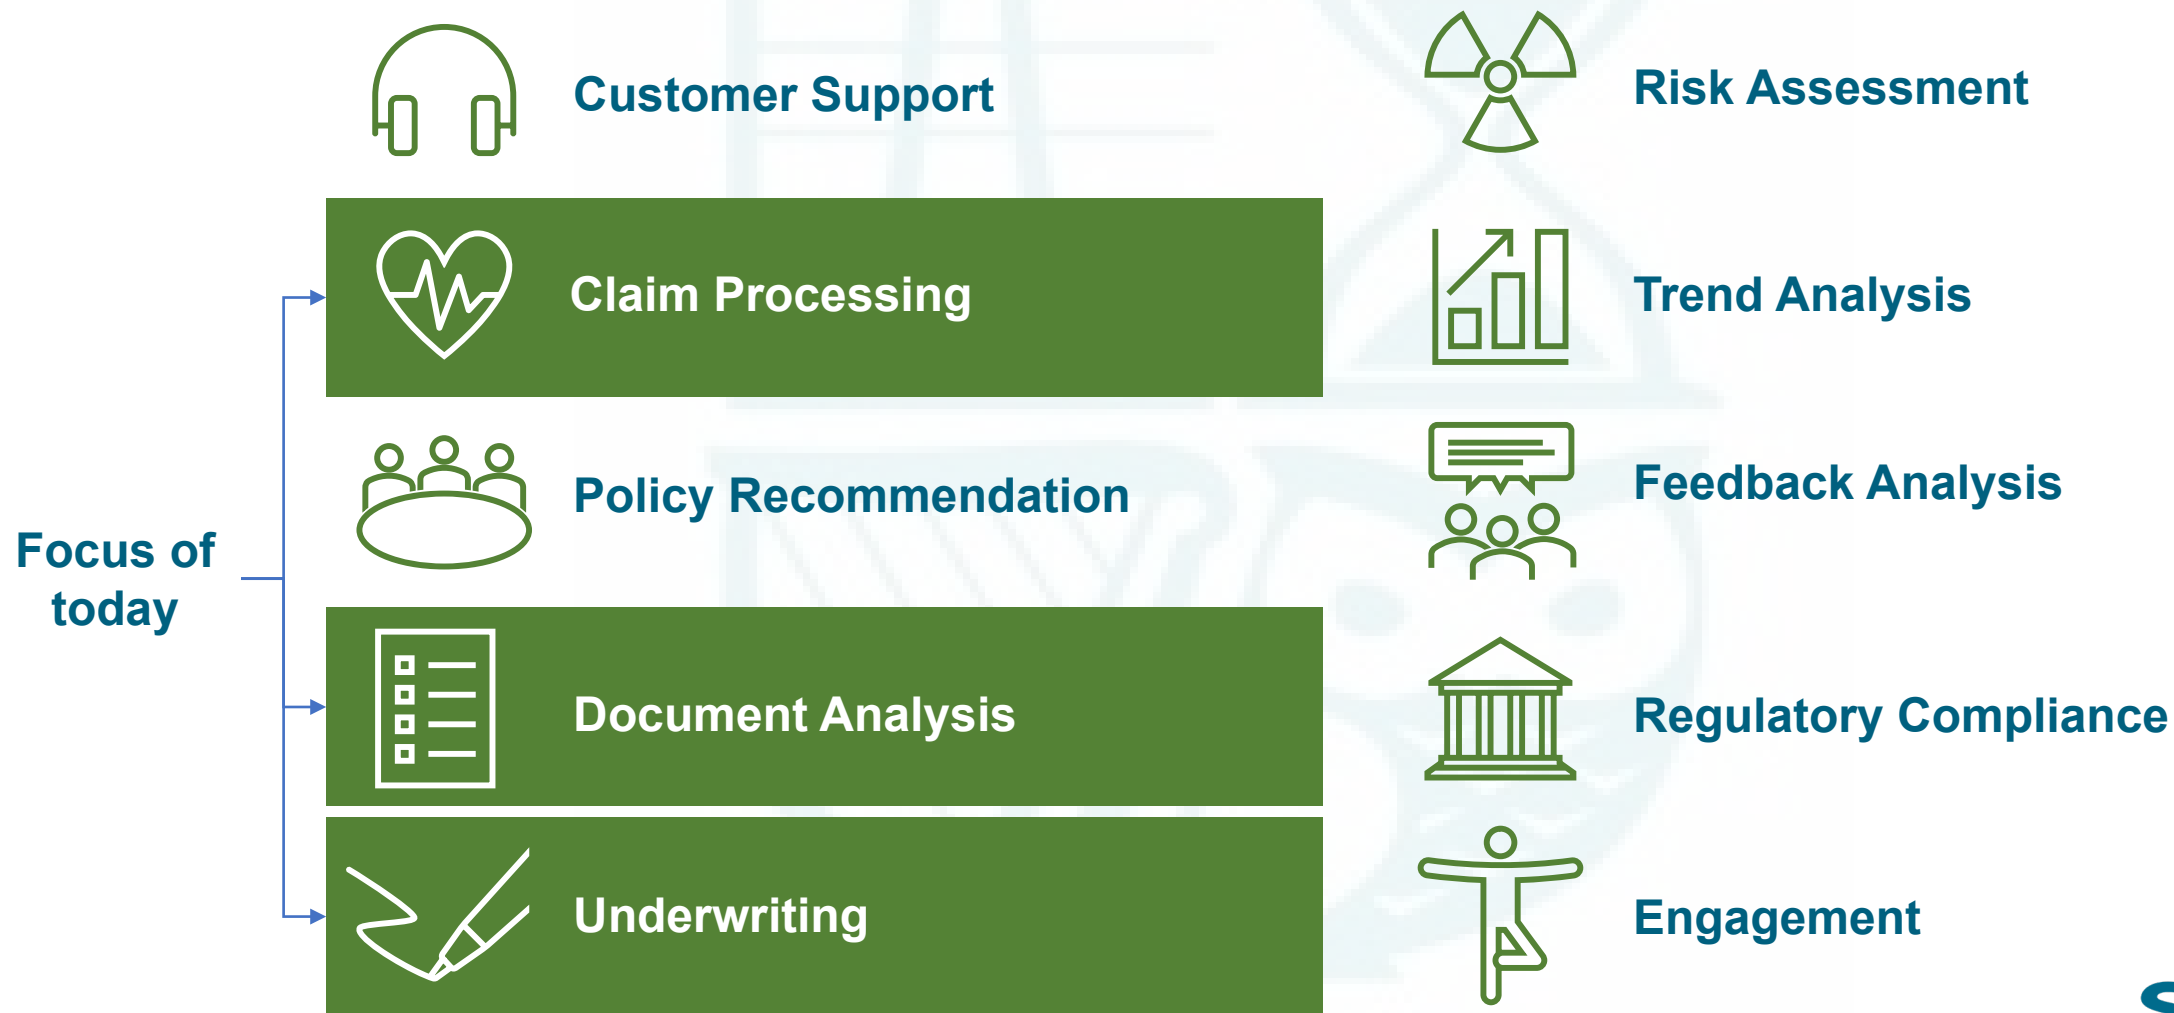 Focus of
today
Customer Support
Claim Processing
Policy Recommendation
Document Analysis
Underwriting
Risk Assessment
Trend Analysis
Feedback Analysis
Regulatory Compliance
Engagement